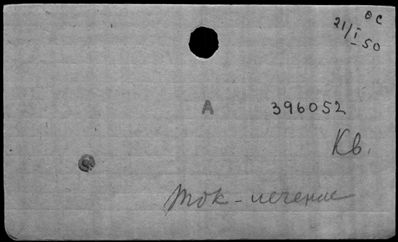 ОС
21/I-50
А 396052
Кв.
Ток-лечение